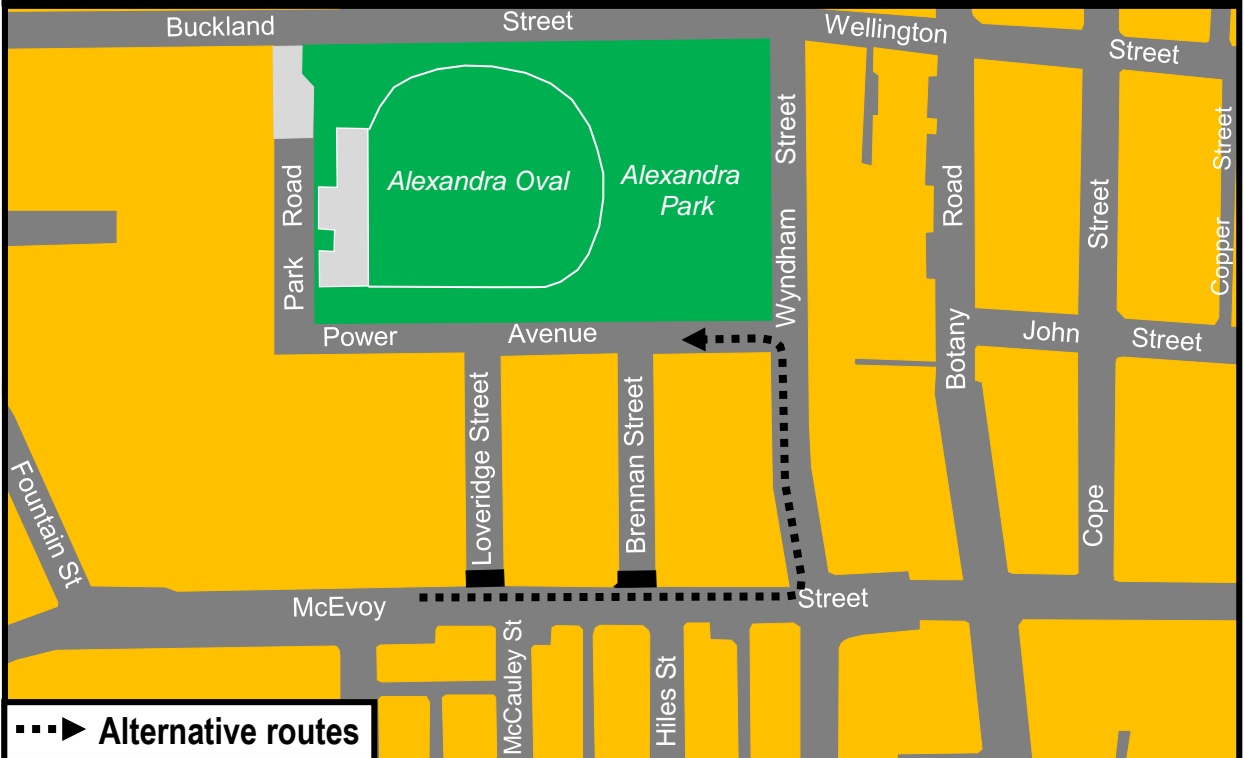 Buckland Street Wellington Street
Alexandra Oval
Alexandra
Park
Park Road
Wyndham Street
Botany Road
Cope Street
Copper Street
Power Avenue
John Street
Loveridge Street
Brennan Street
Fountain St
McEvoy Street
McCauley St
Hiles St
Alternative routes